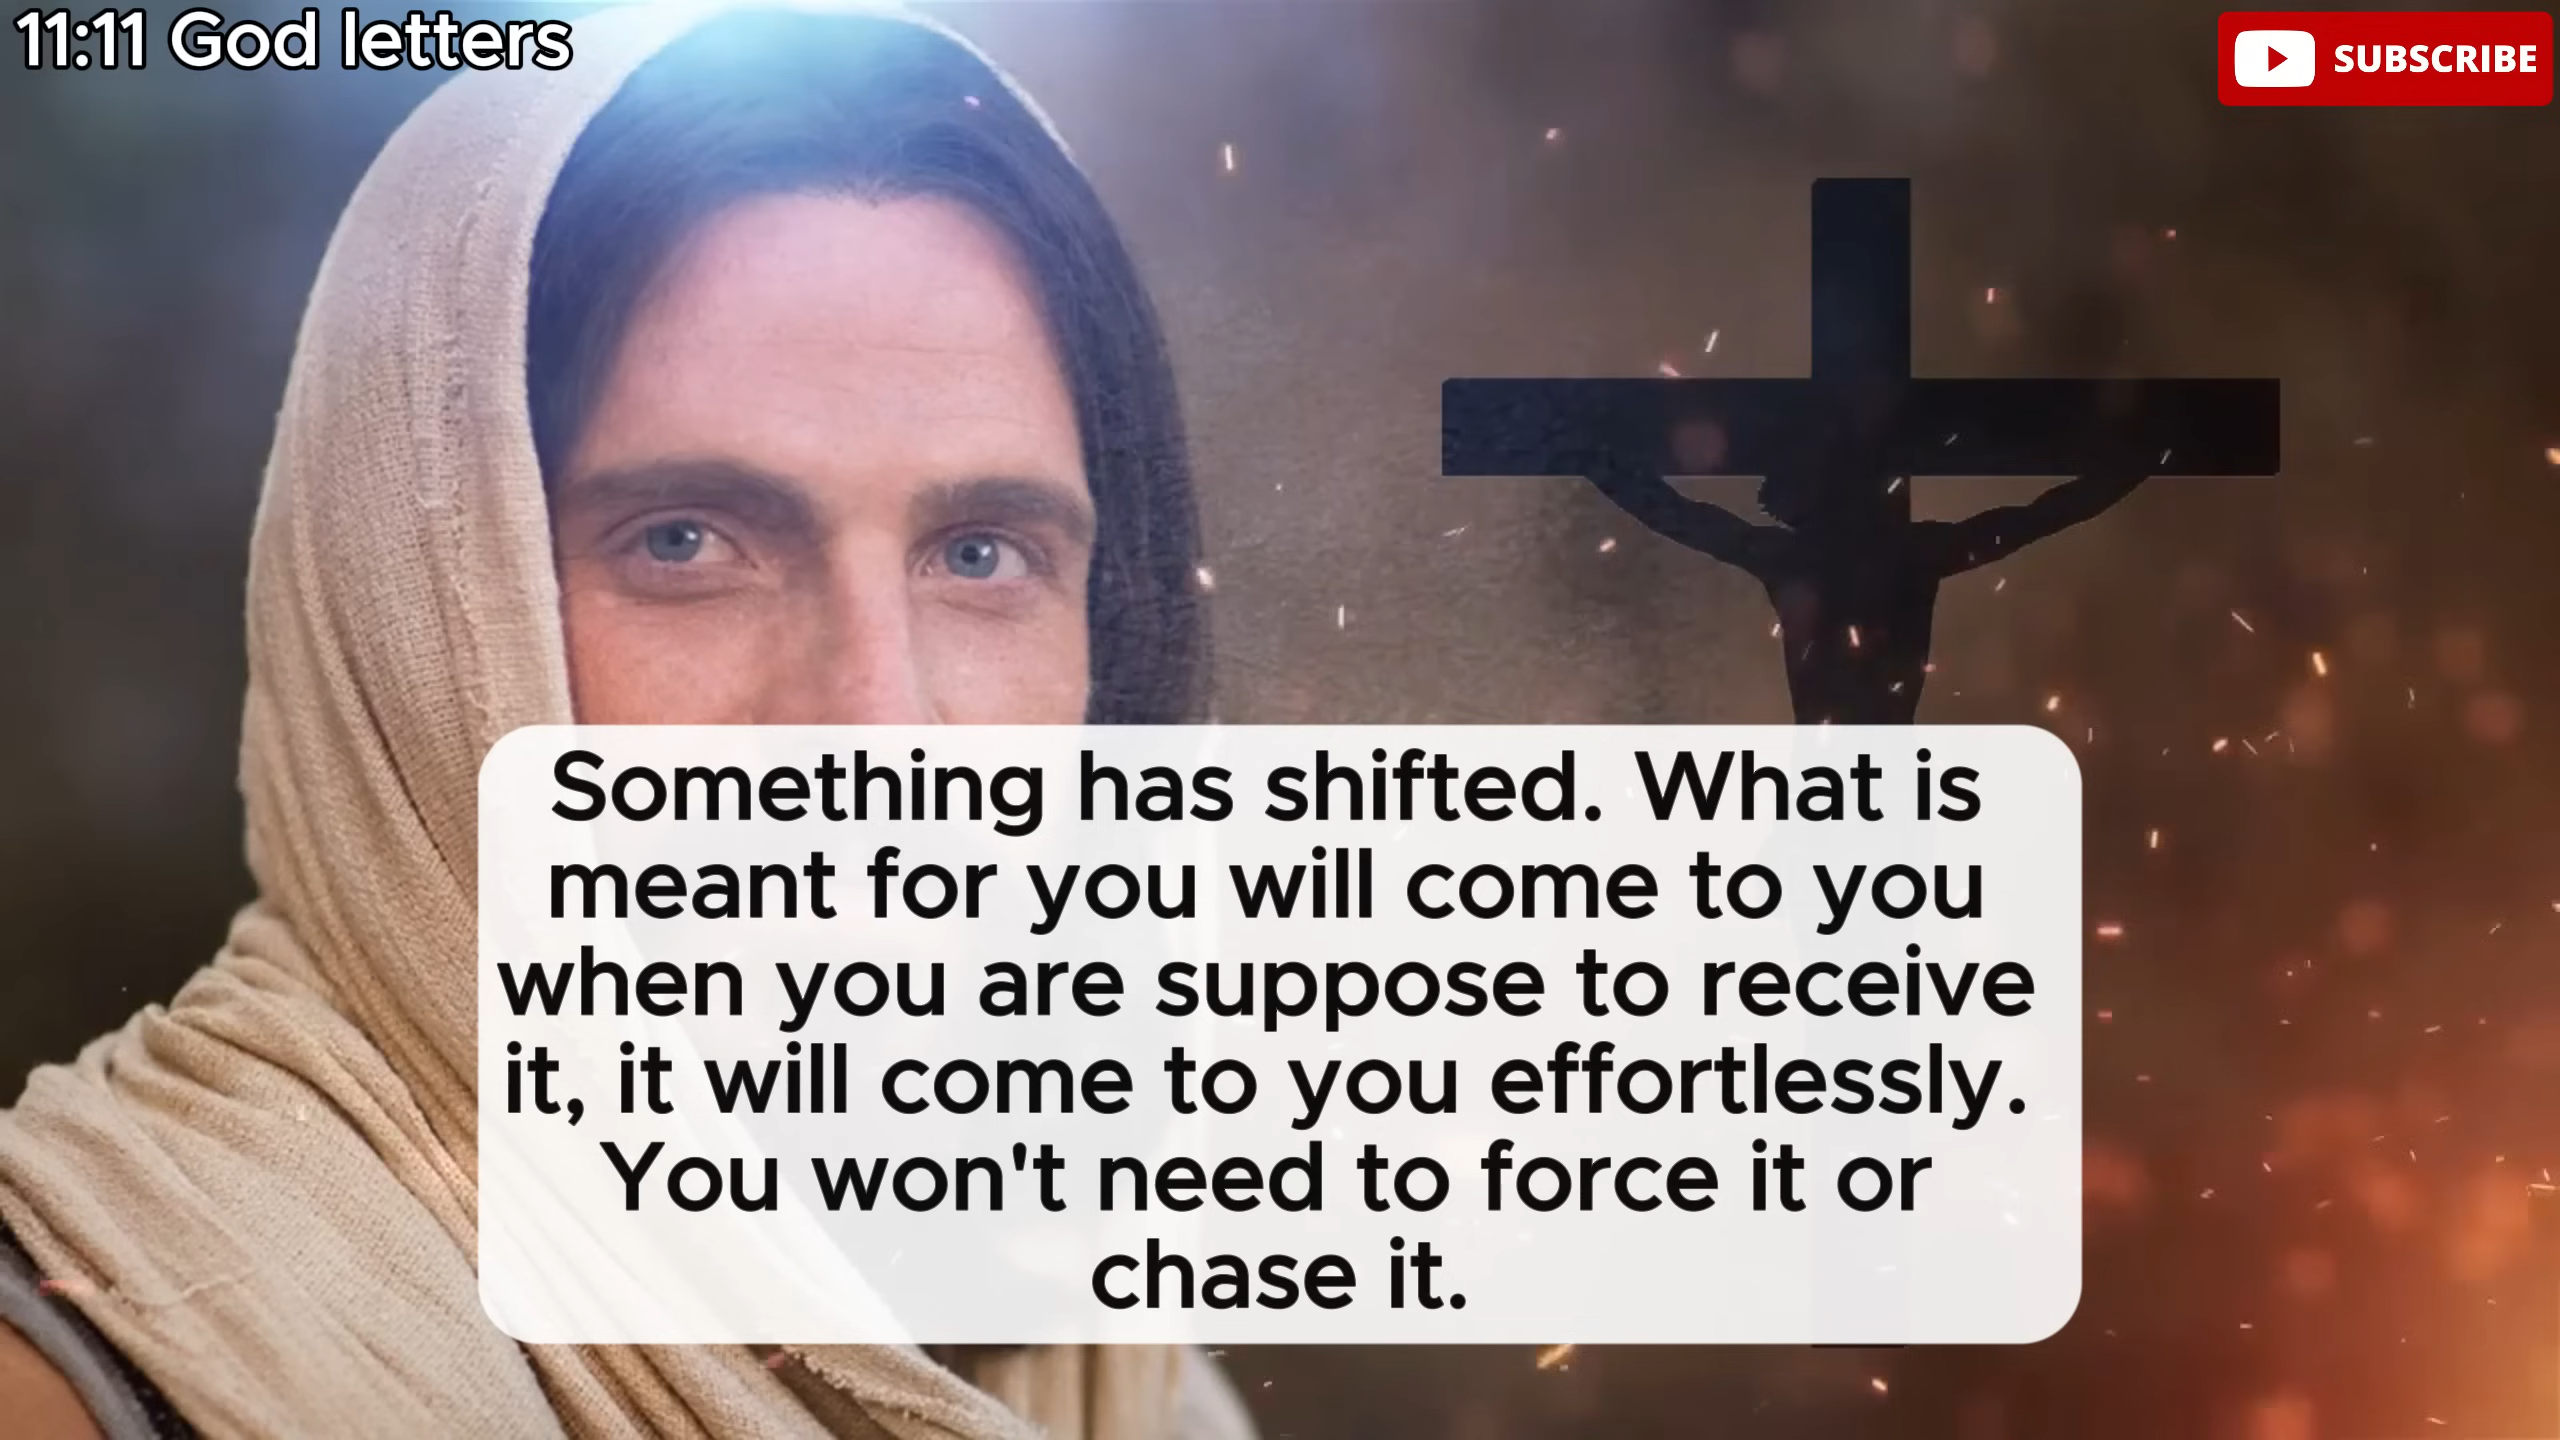 11:11 God letters
SUBSCRIBE
Something has shifted. What is
meant for you will come to you
when you are suppose to receive
it, it will come to you effortlessly.
You won't need to force it or
chase it.